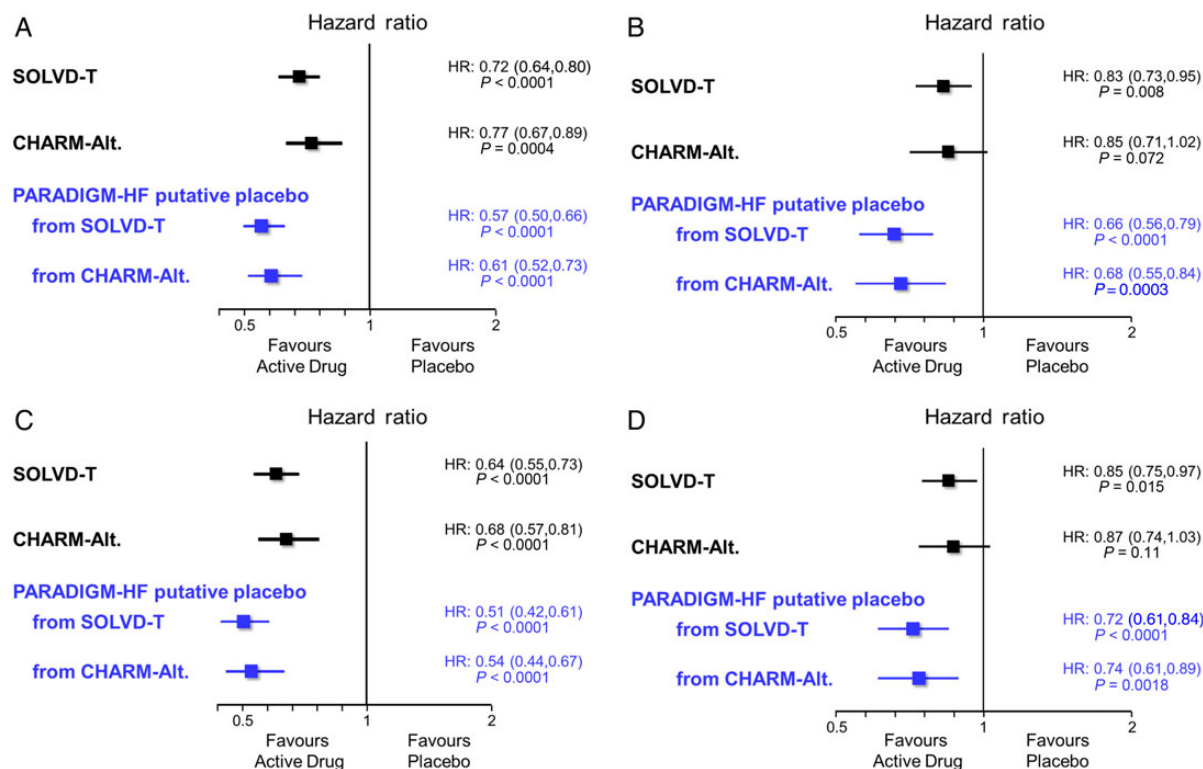 A
Hazard ratio
SOLVD-T
HR: 0.72 (0.64,0.80)
P < 0.0001
CHARM-Alt.
HR: 0.77 (0.67,0.89)
P = 0.0004
PARADIGM-HF putative placebo
from SOLVD-T
HR: 0.57 (0.50,0.66)
P < 0.0001
from CHARM-Alt.
HR: 0.61 (0.52,0.73)
P < 0.0001
0.5 1 2
Favours Favours
Active Drug Placebo
B
Hazard ratio
SOLVD-T
HR: 0.83 (0.73,0.95)
P = 0.008
CHARM-Alt.
HR: 0.85 (0.71,1.02)
P = 0.072
PARADIGM-HF putative placebo
from SOLVD-T
HR: 0.66 (0.56,0.79)
P < 0.0001
from CHARM-Alt.
HR: 0.68 (0.55,0.84)
P = 0.0003
0.5 1 2
Favours Favours
Active Drug Placebo
C
Hazard ratio
SOLVD-T
HR: 0.64 (0.55,0.73)
P < 0.0001
CHARM-Alt.
HR: 0.68 (0.57,0.81)
P < 0.0001
PARADIGM-HF putative placebo
from SOLVD-T
HR: 0.51 (0.42,0.61)
P < 0.0001
from CHARM-Alt.
HR: 0.54 (0.44,0.67)
P < 0.0001
0.5 1 2
Favours Favours
Active Drug Placebo
D
Hazard ratio
SOLVD-T
HR: 0.85 (0.75,0.97)
P = 0.015
CHARM-Alt.
HR: 0.87 (0.74,1.03)
P = 0.11
PARADIGM-HF putative placebo
from SOLVD-T
HR: 0.72 (0.61,0.84)
P < 0.0001
from CHARM-Alt.
HR: 0.74 (0.61,0.89)
P = 0.0018
0.5 1 2
Favours Favours
Active Drug Placebo